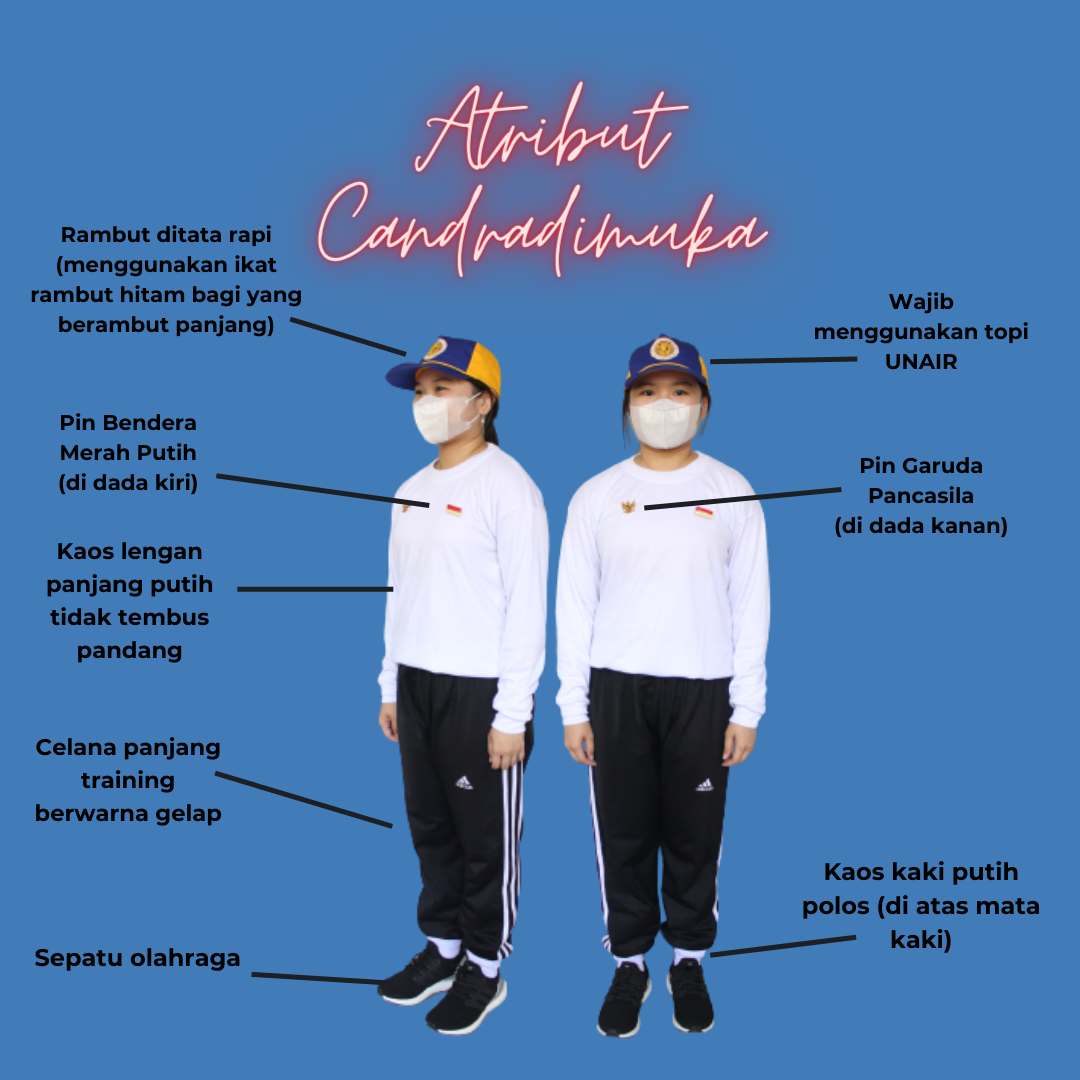 Atribut
Candradimuka
Rambut ditata rapi
(menggunakan ikat
rambut hitam bagi yang
berambut panjang)
Wajib
menggunakan topi
UNAIR
Pin Bendera
Merah Putih
(di dada kiri)
Pin Garuda
Pancasila
(di dada kanan)
Kaos lengan
panjang putih
tidak tembus
pandang
Celana panjang
training
berwarna gelap
Kaos kaki putih
polos (di atas mata
kaki)
Sepatu olahraga